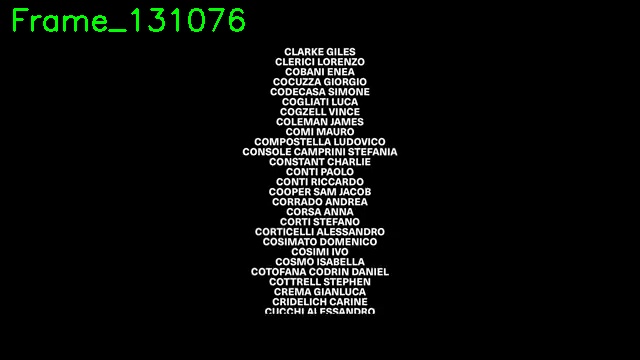 Frame_131076
CLARKE GILES
CLERICI LORENZO
COBANI ENEA
COCUZZA GIORGIO
CODECASA SIMONE
COGLIATI LUCA
COGZELL VINCE
COLEMAN JAMES
COMI MAURO
COMPOSTELLA LUDOVICO
CONSOLE CAMPRINI STEFANIA
CONSTANT CHARLIE
CONTI PAOLO
CONTI RICCARDO
COOPER SAM JACOB
CORRADO ANDREA
CORSA ANNA
CORTI STEFANO
CORTICELLI ALESSANDRO
COSIMATO DOMENICO
COSIMI IVO
COSMO ISABELLA
COTOFANA CODRIN DANIEL
COTTRELL STEPHEN
CREMA GIANLUCA
CRIDELICH CARINE
CUCCHI ALESSANDRO